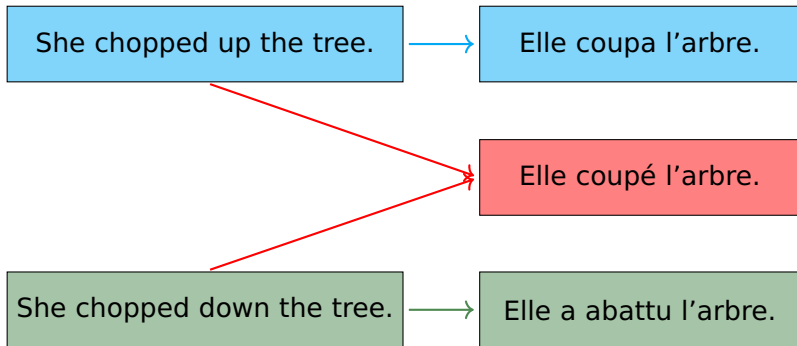 She chopped up the tree.
Elle coupa l’arbre.
Elle coupé l’arbre.
She chopped down the tree.
Elle a abattu l’arbre.